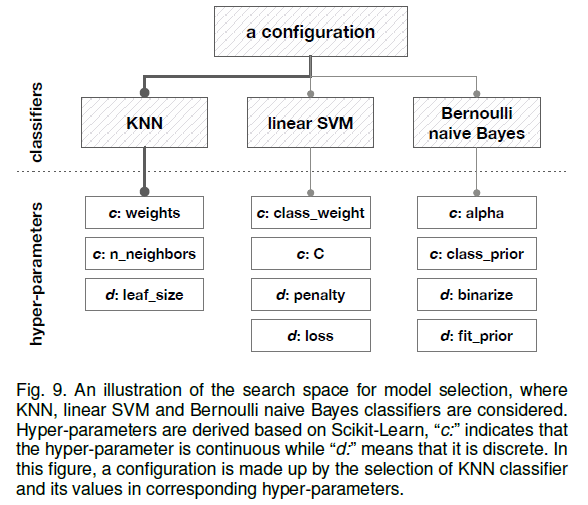 a configuration
classifiers
KNN
linear SVM
Bernoulli
naive Bayes
hyper-parameters
c: weights
c: class_weight
c: alpha
c: n_neighbors
c: C
c: class_prior
d: leaf_size
d: penalty
d: binarize
d: loss
d: fit_prior
Fig. 9. An illustration of the search space for model selection, where
KNN, linear SVM and Bernoulli naive Bayes classifiers are considered.
Hyper-parameters are derived based on Scikit-Learn, “c:” indicates that
the hyper-parameter is continuous while “d:” means that it is discrete. In
this figure, a configuration is made up by the selection of KNN classifier
and its values in corresponding hyper-parameters.